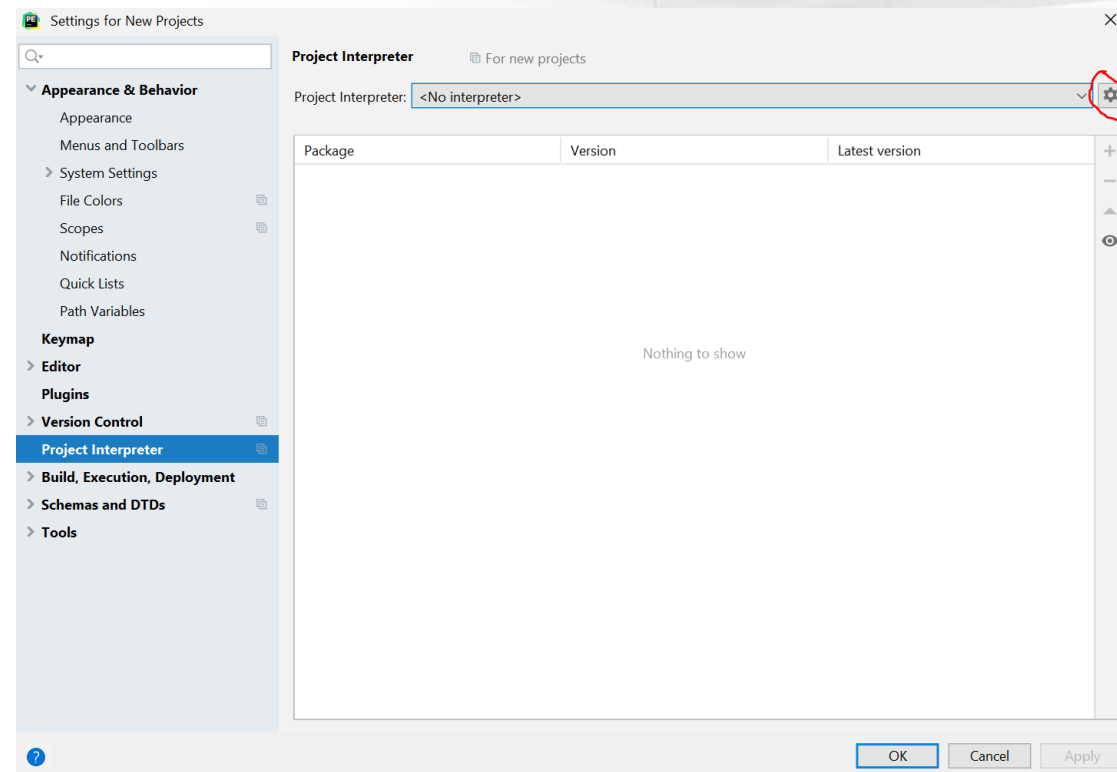 PE
Settings for New Projects
Appearance & Behavior
Appearance
Menus and Toolbars
System Settings
File Colors
Scopes
Notifications
Quick Lists
Path Variables
Keymap
Editor
Plugins
Version Control
Project Interpreter
Build, Execution, Deployment
Schemas and DTDs
Tools
?
Project Interpreter For new projects
Project Interpreter: <No interpreter>
Package Version Latest version
Nothing to show
OK Cancel Apply